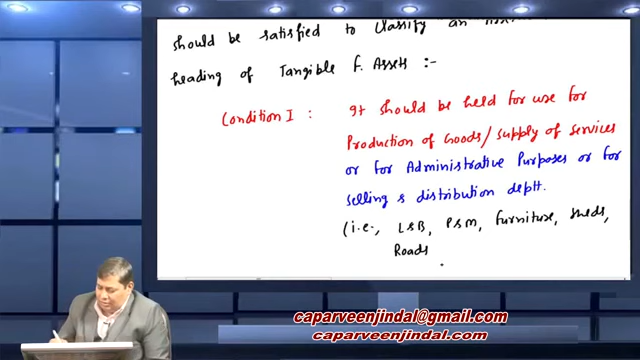 should be satisfied to classify an
heading of Tangible F. Assets :-
Condition I : It should be held for use for
Production of Goods/Supply of Services
or for Administrative Purposes or for
selling & distribution deptt.
(i.e., L&B, P&M, Furniture, Sheds,
Roads
caparveenjindal@gmail.com
caparveenjindal.com